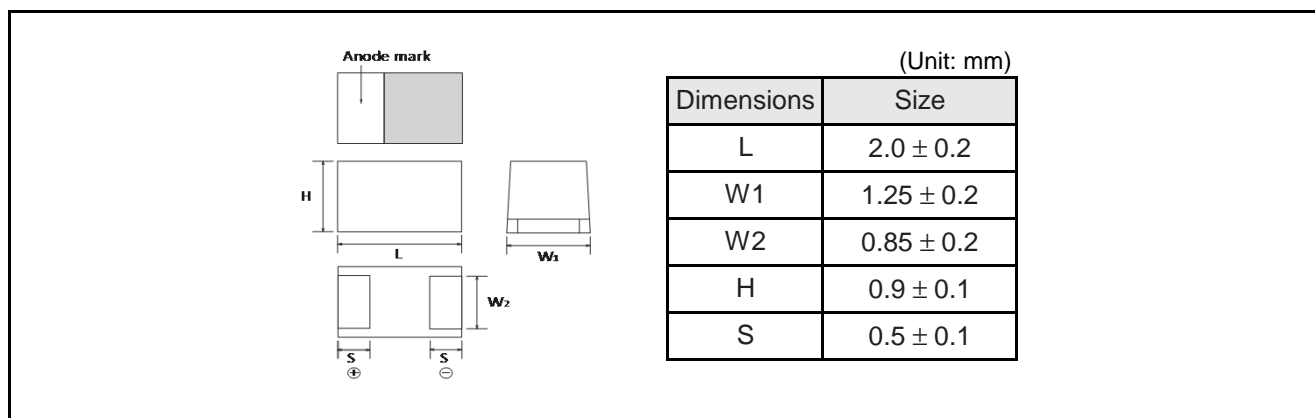 Anode mark
H
L
W1
W2
S
S
⊕
⊖
(Unit: mm)
Dimensions Size
L 2.0 ± 0.2
W1 1.25 ± 0.2
W2 0.85 ± 0.2
H 0.9 ± 0.1
S 0.5 ± 0.1